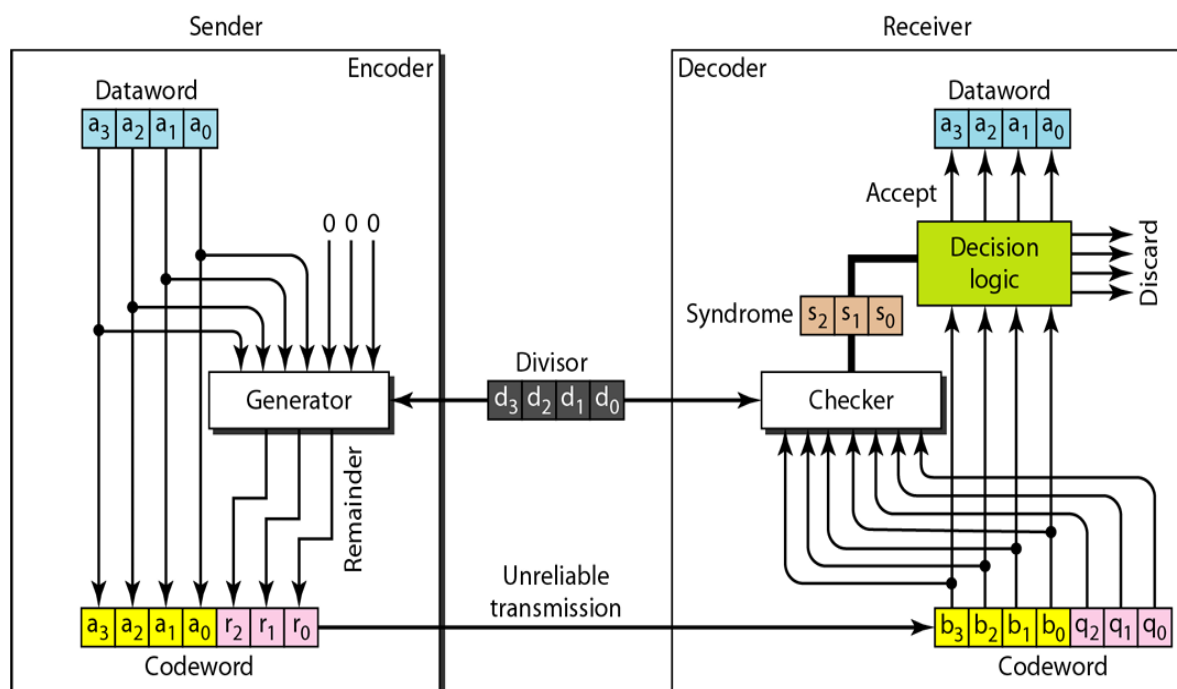 Sender
Encoder
Dataword
a3 a2 a1 a0
0 0 0
Generator
Remainder
a3 a2 a1 a0 r2 r1 r0
Codeword
Divisor
d3 d2 d1 d0
Unreliable
transmission
Receiver
Decoder
Dataword
a3 a2 a1 a0
Accept
Decision
logic
Discard
Syndrome
s2 s1 s0
Checker
b3 b2 b1 b0 q2 q1 q0
Codeword